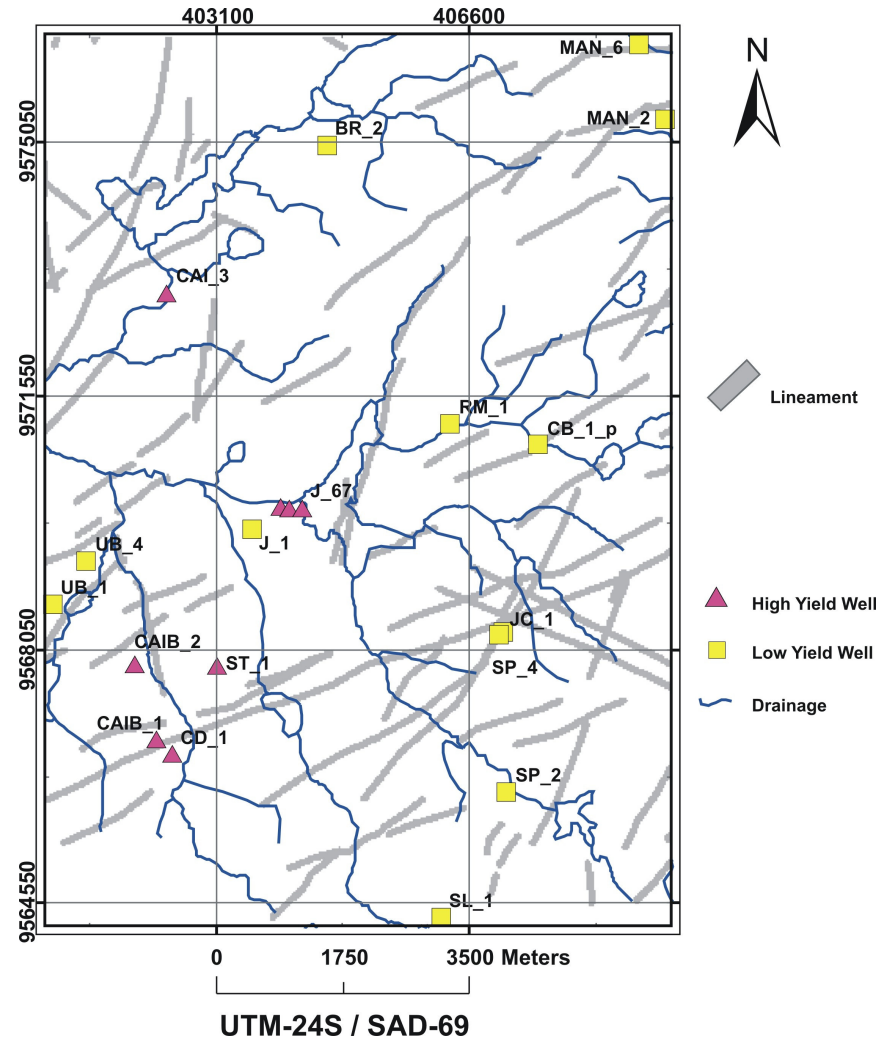 403100 406600
MAN_6
N
MAN_2
BR_2
9575050
CAI_3
9571550
Lineament
RM_1
CB_1_p
J_67
J_1
UB_4
UB_1
High Yield Well
JC_1
CAIB_2
9568050
ST_1
SP_4
Low Yield Well
Drainage
CAIB_1
CD_1
SP_2
SL_1
9564550
0 1750 3500 Meters
UTM-24S / SAD-69